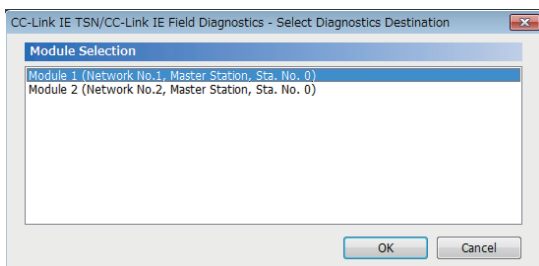 CC-Link IE TSN/CC-Link IE Field Diagnostics - Select Diagnostics Destination
Module Selection
Module 1 (Network No.1, Master Station, Sta. No. 0)
Module 2 (Network No.2, Master Station, Sta. No. 0)
OK
Cancel